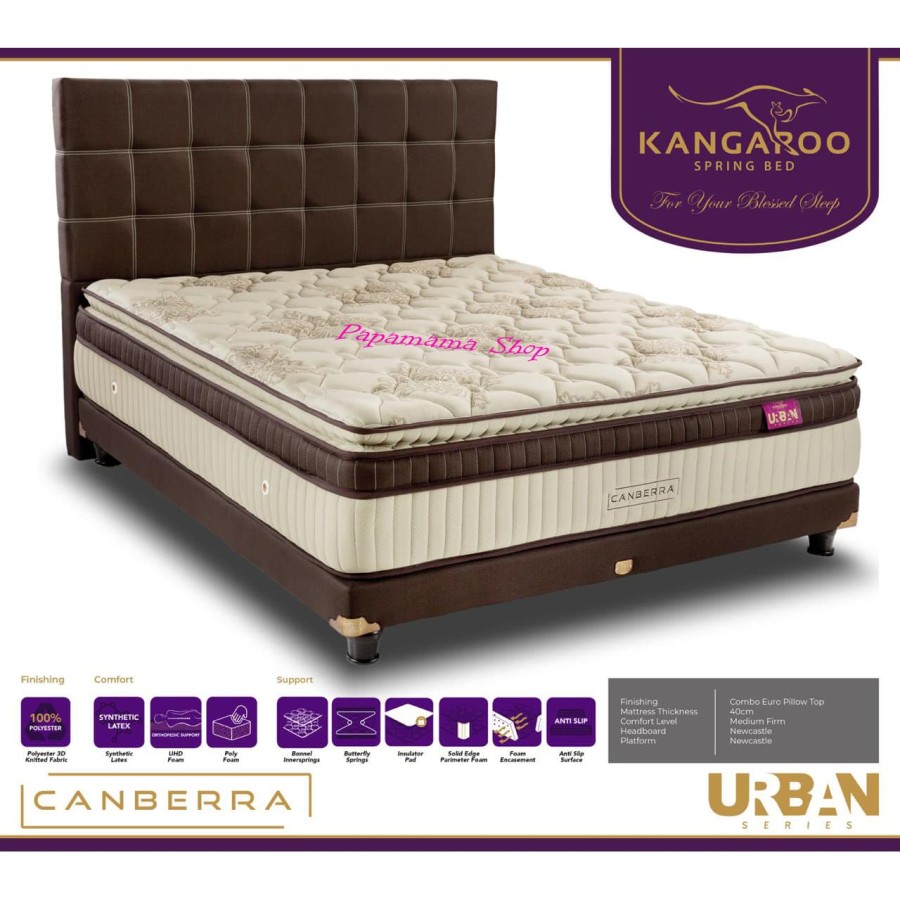 KANGAROO
SPRING BED
For Your Blessed Sleep
Papamama Shop
URBAN
CANBERRA
Finishing
Comfort
Support
100%
POLYESTER
SYNTHETIC
LATEX
ORTHOPEDIC SUPPORT
ANTI SLIP
Polyester 3D
Knitted Fabric
Synthetic
Latex
UHD
Foam
Poly
Foam
Bonnel
Innersprings
Butterfly
Springs
Insulator
Pad
Solid Edge
Parimeter Foam
Foam
Encasement
Anti Slip
Surface
Finishing Combo Euro Pillow Top
Mattress Thickness 40cm
Comfort Level Medium Firm
Headboard Newcastle
Platform Newcastle
CANBERRA
URBAN
SERIES